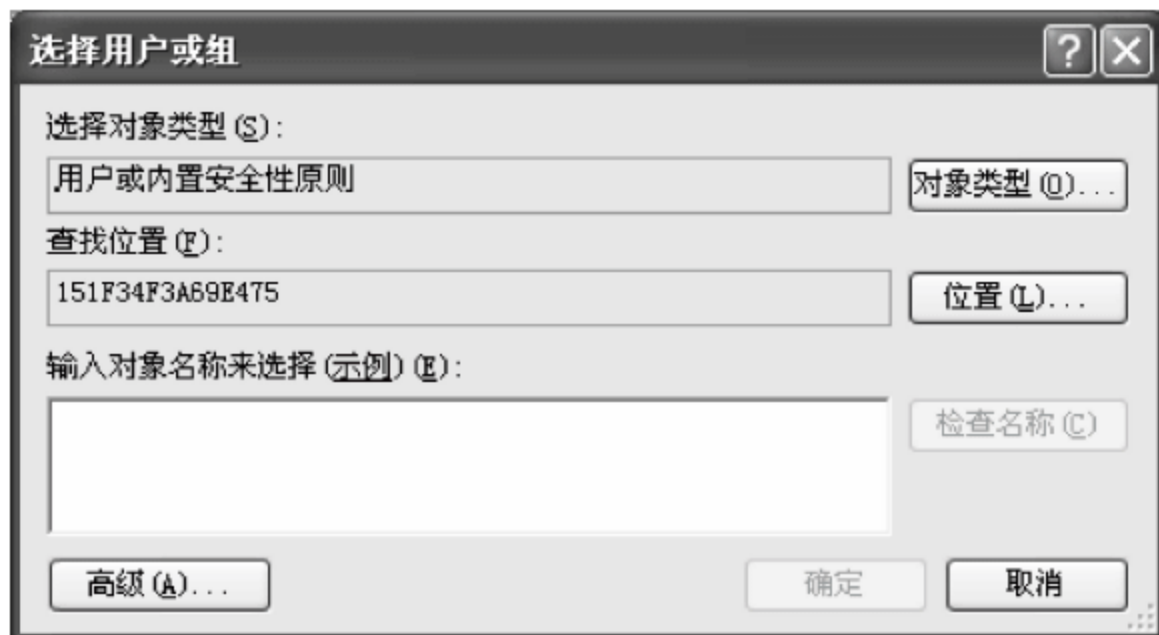 选择用户或组
选择对象类型(S):
用户或内置安全性原则
对象类型(O)...
查找位置(F):
151F34F3A69E475
位置(L)...
输入对象名称来选择(示例)(E):
检查名称(C)
高级(A)...
确定
取消